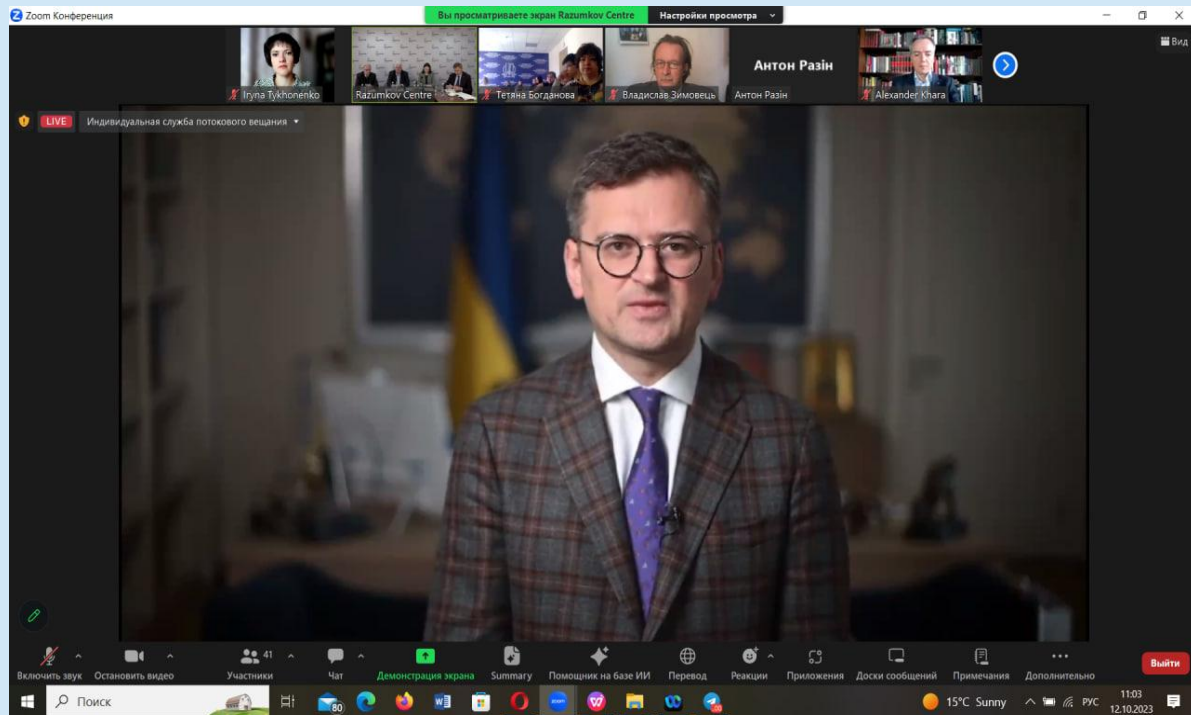 Zoom Конференция
Вы просматриваете экран Razumkov Centre
Настройки просмотра
Вид
Iryna Tykhonenko
Razumkov Centre
Тетяна Богданова
Владислав Зимовець
Антон Разін
Антон Разін
Alexander Khara
LIVE
Индивидуальная служба потокового вещания
41
Включить звук
Остановить видео
Участники
Чат
Демонстрация экрана
Summary
Помощник на базе ИИ
Перевод
Реакции
Приложения
Доски сообщений
Примечания
Дополнительно
Выйти
Поиск
80
15°C Sunny
РУС
11:03
12.10.2023